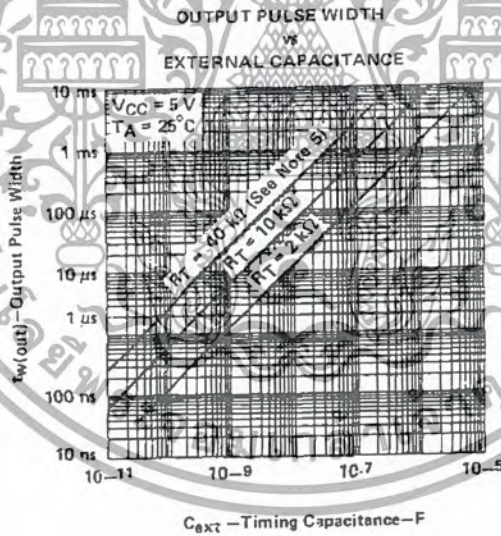 OUTPUT PULSE WIDTH
vs
EXTERNAL CAPACITANCE
VCC = 5 V
TA = 25°C
10 ms
1 ms
100 µs
10 µs
1 µs
100 ns
10 ns
tw(out)—Output Pulse Width
RT = 40 kΩ (See Note 5)
RT = 10 kΩ
RT = 2 kΩ
10–11
10–9
10-7
10–5
Cext —Timing Capacitance—F